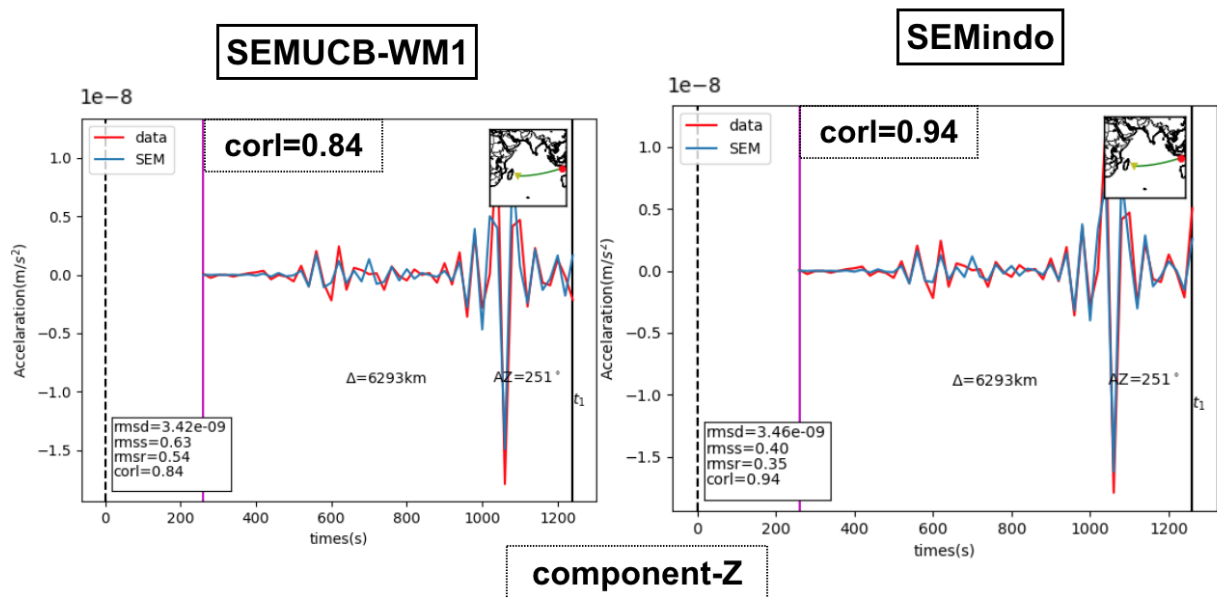 SEMUCB-WM1
SEMindo
1e-8
data
SEM
corl=0.84
1.0
0.5
0.0
−0.5
−1.0
−1.5
Accelaration(m/s²)
Δ=6293km
AZ=251°
t₁
rmsd=3.42e-09
rmss=0.63
rmsr=0.54
corl=0.84
0
200
400
600
800
1000
1200
times(s)
1e-8
data
SEM
corl=0.94
1.0
0.5
0.0
−0.5
−1.0
−1.5
Accelaration(m/s²)
Δ=6293km
AZ=251°
t₁
rmsd=3.46e-09
rmss=0.40
rmsr=0.35
corl=0.94
0
200
400
600
800
1000
1200
times(s)
component-Z